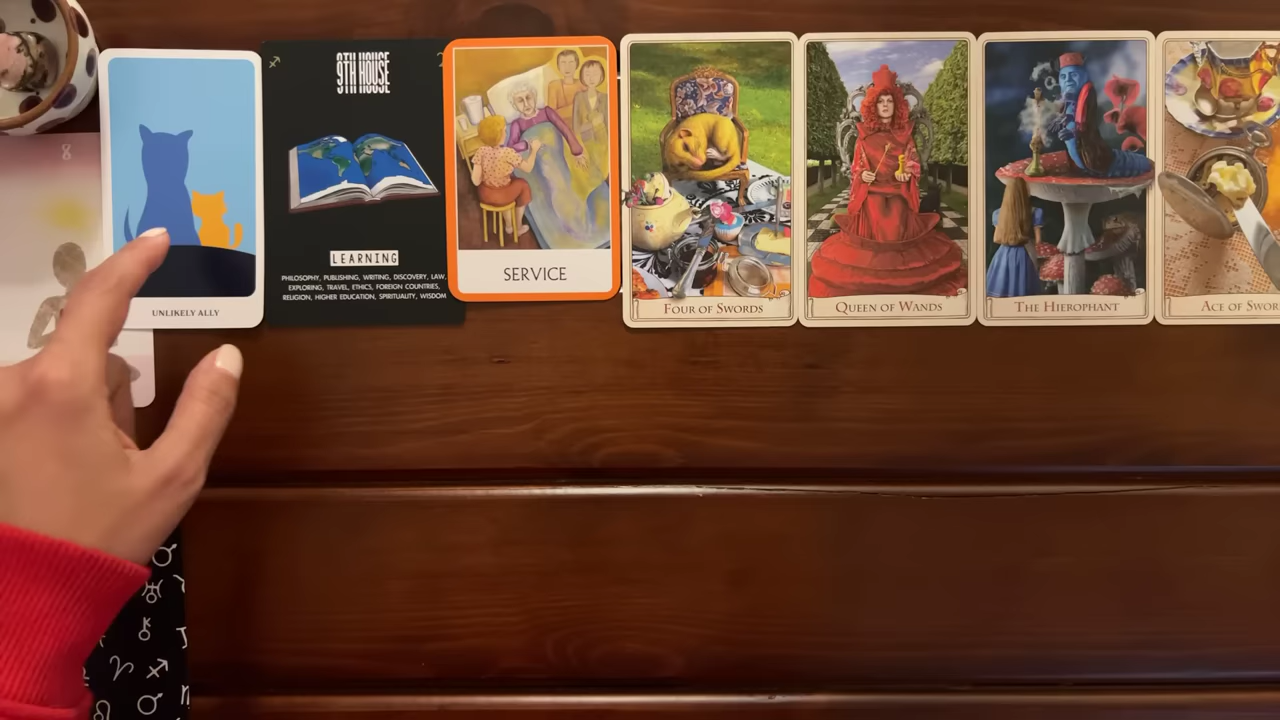 8
UNLIKELY ALLY
9TH HOUSE
LEARNING
PHILOSOPHY, PUBLISHING, WRITING, DISCOVERY, LAW,
EXPLORING, TRAVEL, ETHICS, FOREIGN COUNTRIES,
RELIGION, HIGHER EDUCATION, SPIRITUALITY, WISDOM
SERVICE
FOUR OF SWORDS
QUEEN OF WANDS
THE HIEROPHANT
ACE OF SWOR